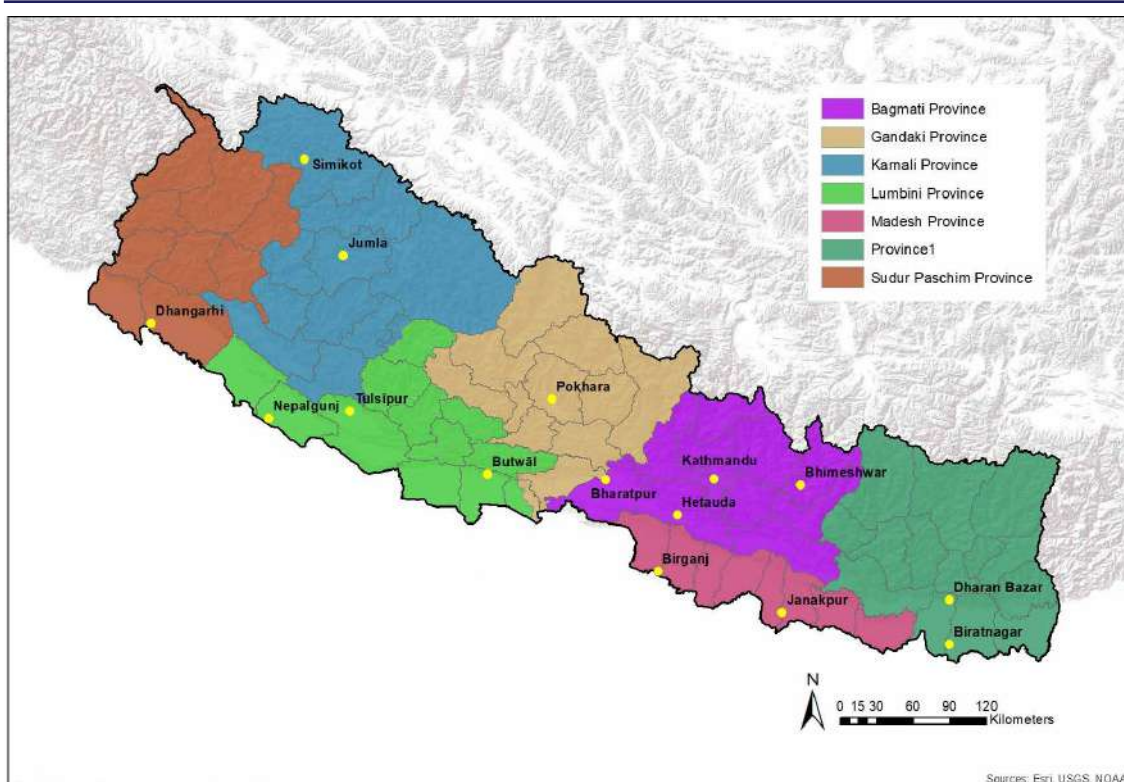 Bagmati Province
Gandaki Province
Karnali Province
Lumbini Province
Madesh Province
Province1
Sudur Paschim Province
Simikot
Jumla
Dhangarhi
Pokhara
Nepalgunj
Tulsipur
Butwāl
Kathmandu
Bhimeshwar
Bharatpur
Hetauda
Birganj
Janakpur
Dharan Bazar
Biratnagar
N
0 15 30 60 90 120
Kilometers
Sources: Esri, USGS, NOAA